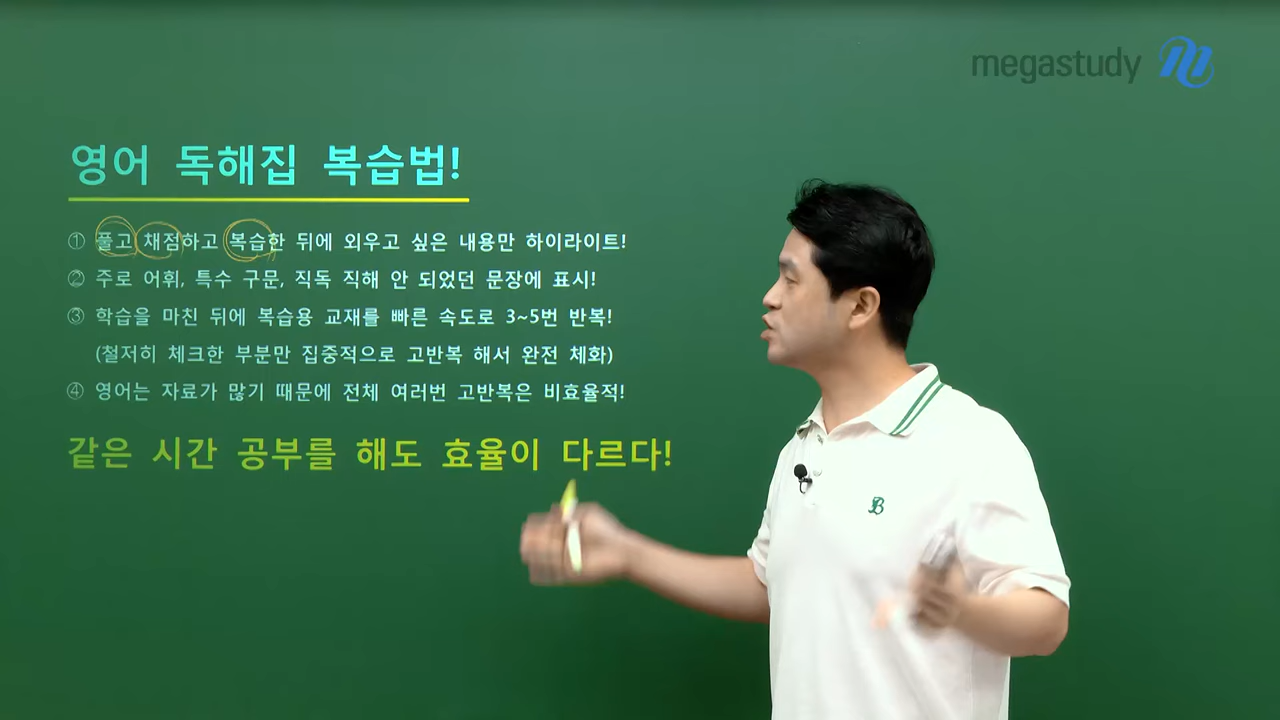 megastudy
영어 독해집 복습법!
① 풀고 채점하고 복습한 뒤에 외우고 싶은 내용만 하이라이트!
② 주로 어휘, 특수 구문, 직독 직해 안 되었던 문장에 표시!
③ 학습을 마친 뒤에 복습용 교재를 빠른 속도로 3~5번 반복!
(철저히 체크한 부분만 집중적으로 고반복 해서 완전 체화)
④ 영어는 자료가 많기 때문에 전체 여러번 고반복은 비효율적!
같은 시간 공부를 해도 효율이 다르다!
B